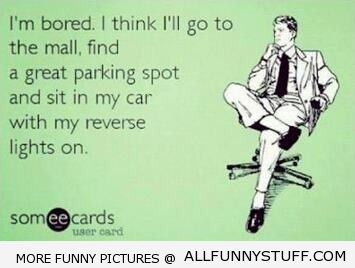 I'm bored. I think I'll go to
the mall, find
a great parking spot
and sit in my car
with my reverse
lights on.
someecards
user card
MORE FUNNY PICTURES @ ALLFUNNYSTUFF.COM